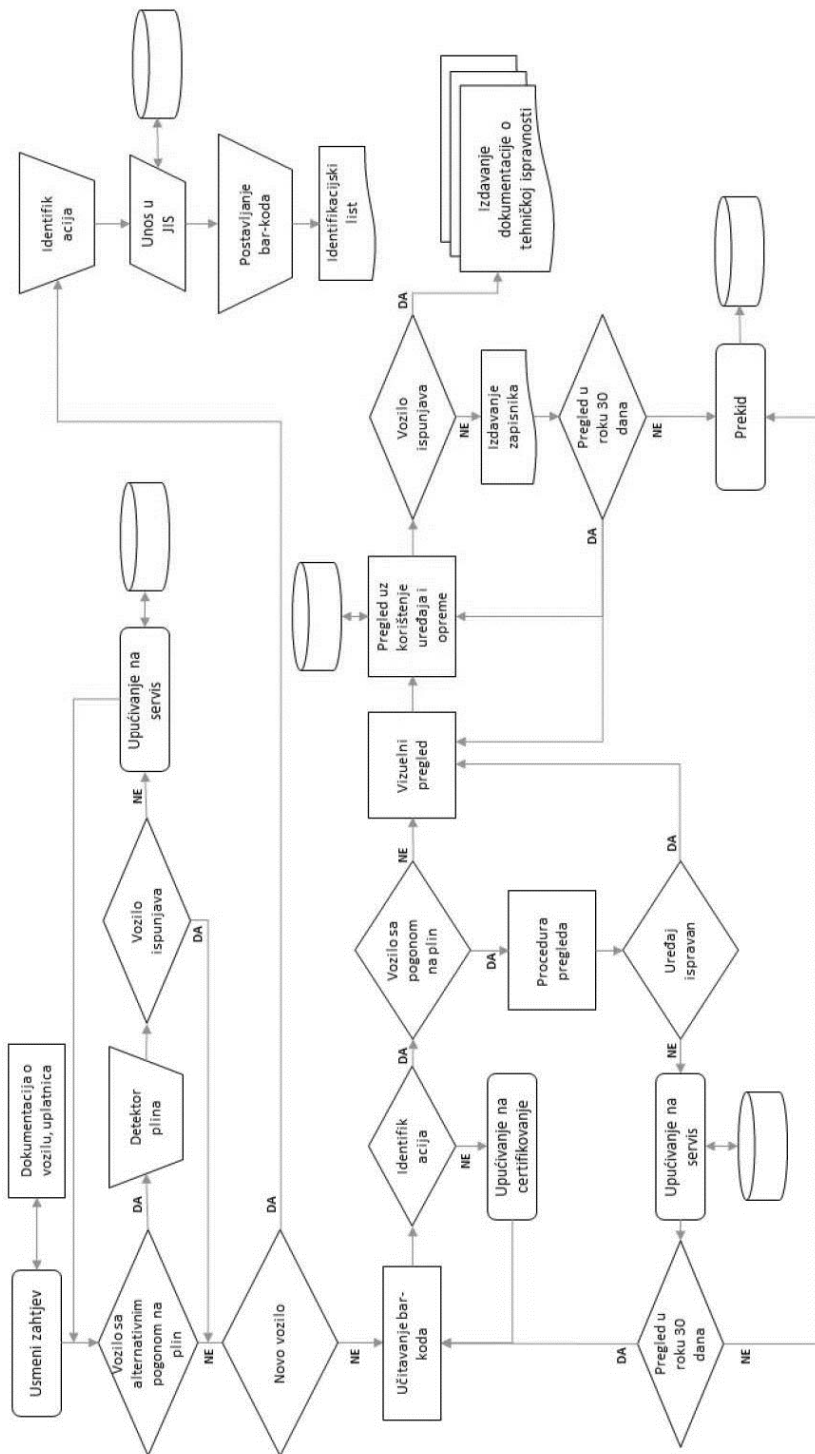 Usmeni zahtjev
Dokumentacija o
vozilu, uplatnica
Vozilo sa
alternativnim
pogonom na
plin
DA
NE
Detektor
plina
Vozilo
ispunjava
NE
DA
Upućivanje na
servis
Novo vozilo
DA
NE
Identifik
acija
Unos u
JIS
Postavljanje
bar-koda
Identifikacijski
list
Učitavanje bar-
koda
Identifik
acija
DA
NE
Upućivanje na
certifikovanje
Vozilo sa
pogonom
na plin
NE
DA
Procedura
pregleda
Uređaj
ispravan
DA
NE
Upućivanje na
servis
Pregled u
roku 30
dana
DA
NE
Vizuelni
pregled
Pregled uz
korištenje
uređaja i
opreme
Vozilo
ispunjava
DA
NE
Izdavanje
dokumentacije o
tehničkoj ispravnosti
Izdavanje
zapisnika
Pregled u
roku 30
dana
DA
NE
Prekid